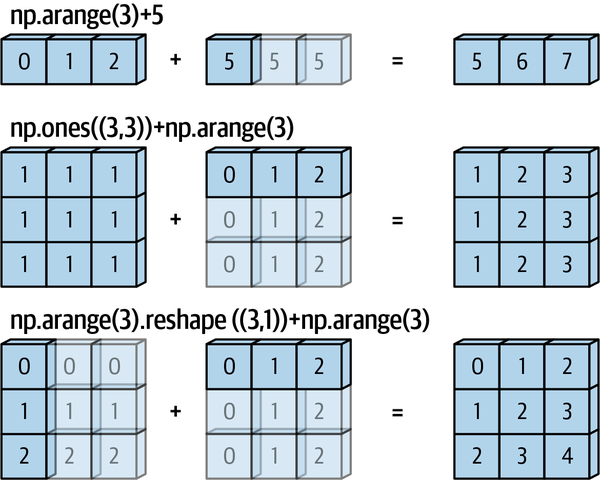 np.arange(3)+5
0 1 2 + 5 5 5 = 5 6 7
np.ones((3,3))+np.arange(3)
1 1 1 0 1 2 1 2 3
1 1 1 + 0 1 2 = 1 2 3
1 1 1 0 1 2 1 2 3
np.arange(3).reshape ((3,1))+np.arange(3)
0 0 0 0 1 2 0 1 2
1 1 1 + 0 1 2 = 1 2 3
2 2 2 0 1 2 2 3 4